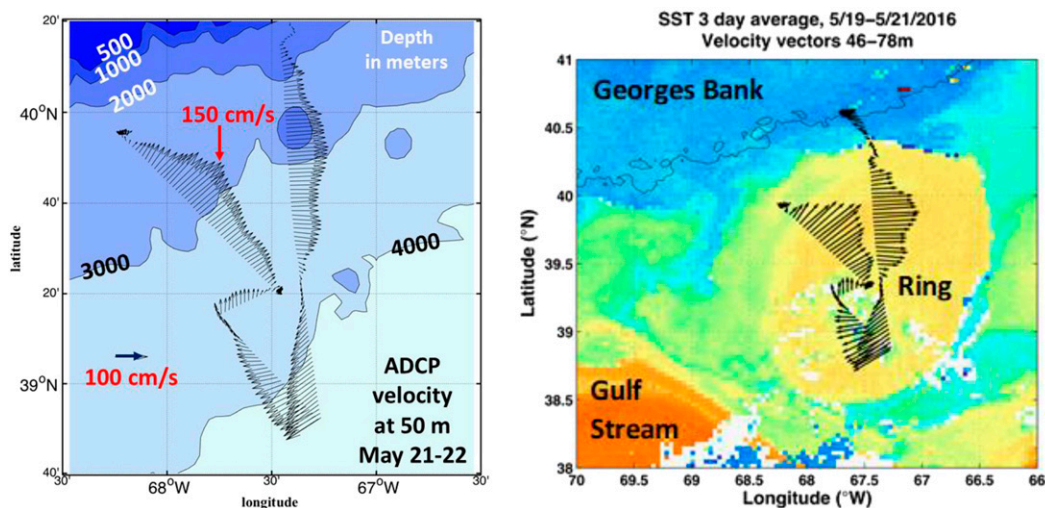 20'
500
1000
2000
Depth
in meters
40°N
150 cm/s
40'
latitude
3000
4000
20'
100 cm/s
39°N
ADCP
velocity
at 50 m
May 21-22
40'
30'
68°W
30'
67°W
30'
longitude
SST 3 day average, 5/19–5/21/2016
Velocity vectors 46–78m
41
Georges Bank
40.5
40
Latitude (°N)
39.5
Ring
39
38.5
Gulf
Stream
38
70
69.5
69
68.5
68
67.5
67
66.5
66
Longitude (°W)